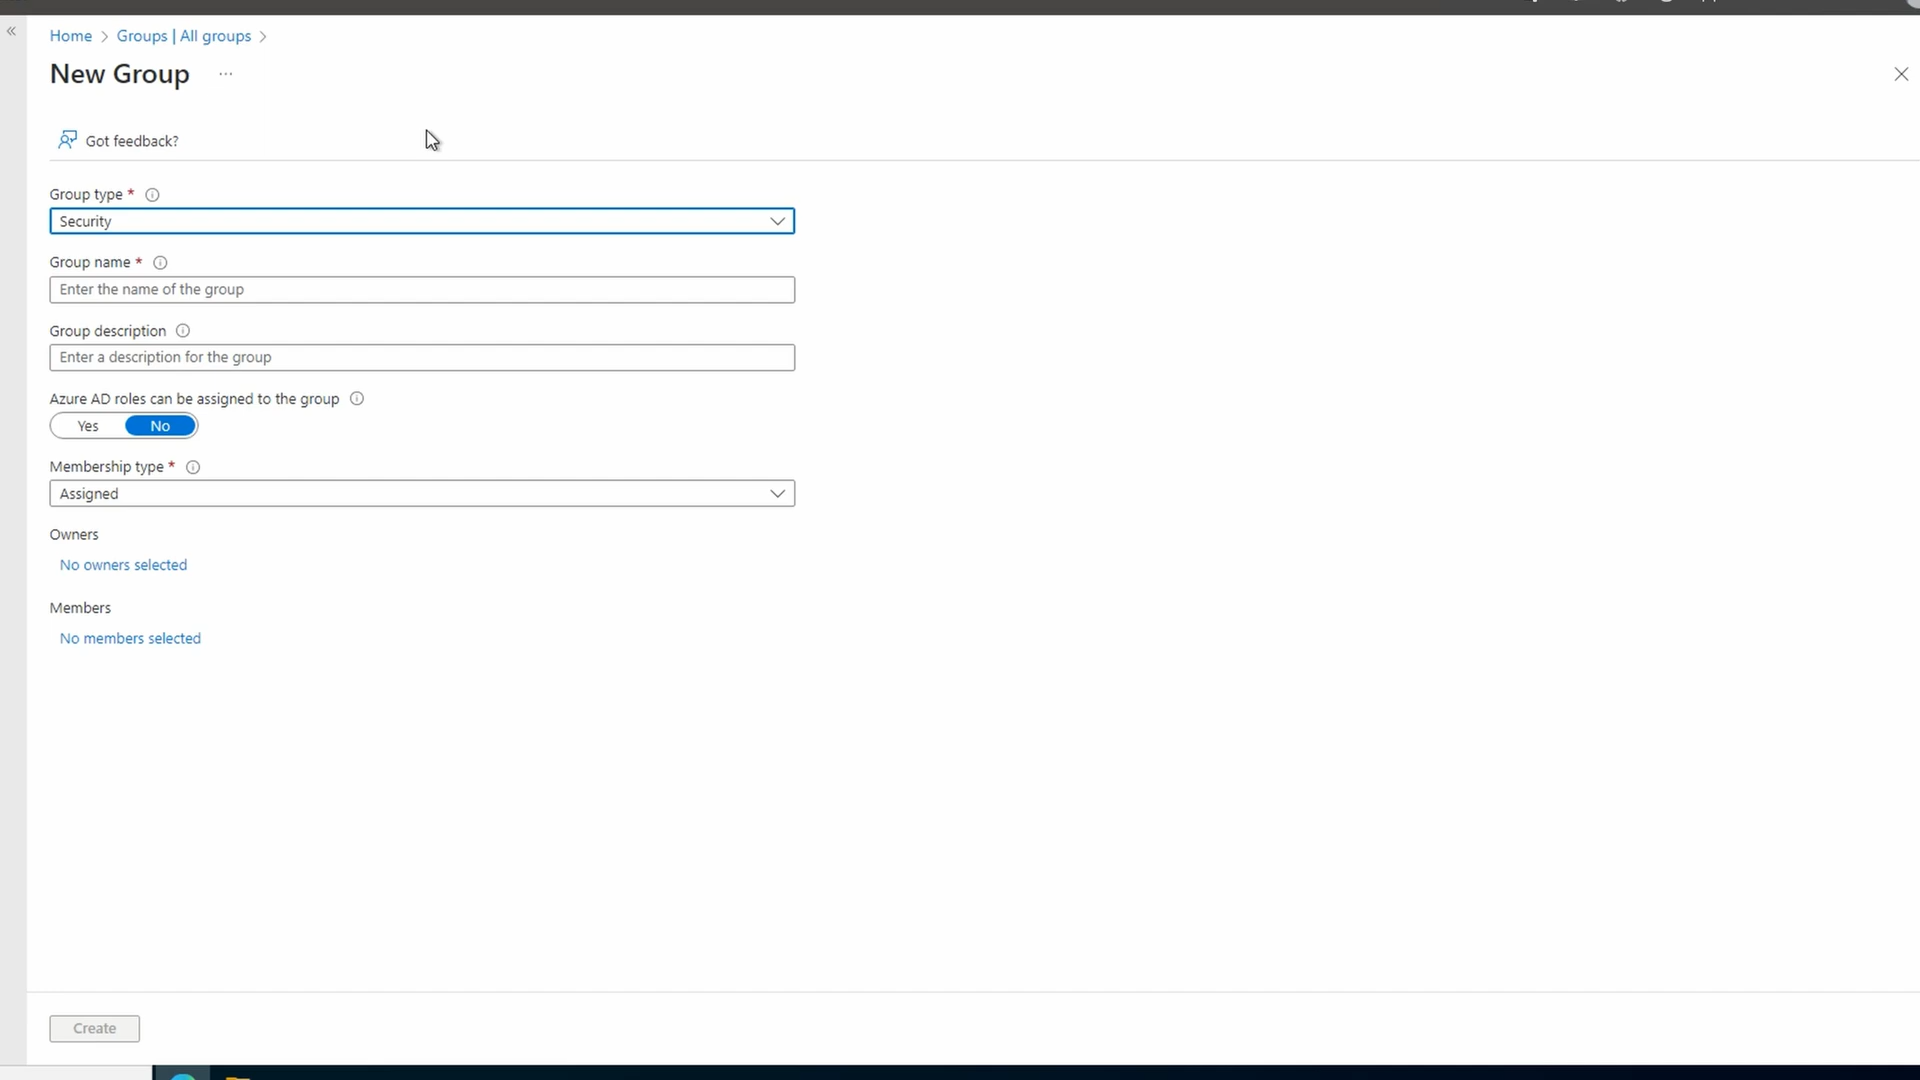 Home > Groups | All groups >
New Group ...
Got feedback?
Group type *
Security
Group name *
Enter the name of the group
Group description
Enter a description for the group
Azure AD roles can be assigned to the group
Yes No
Membership type *
Assigned
Owners
No owners selected
Members
No members selected
Create